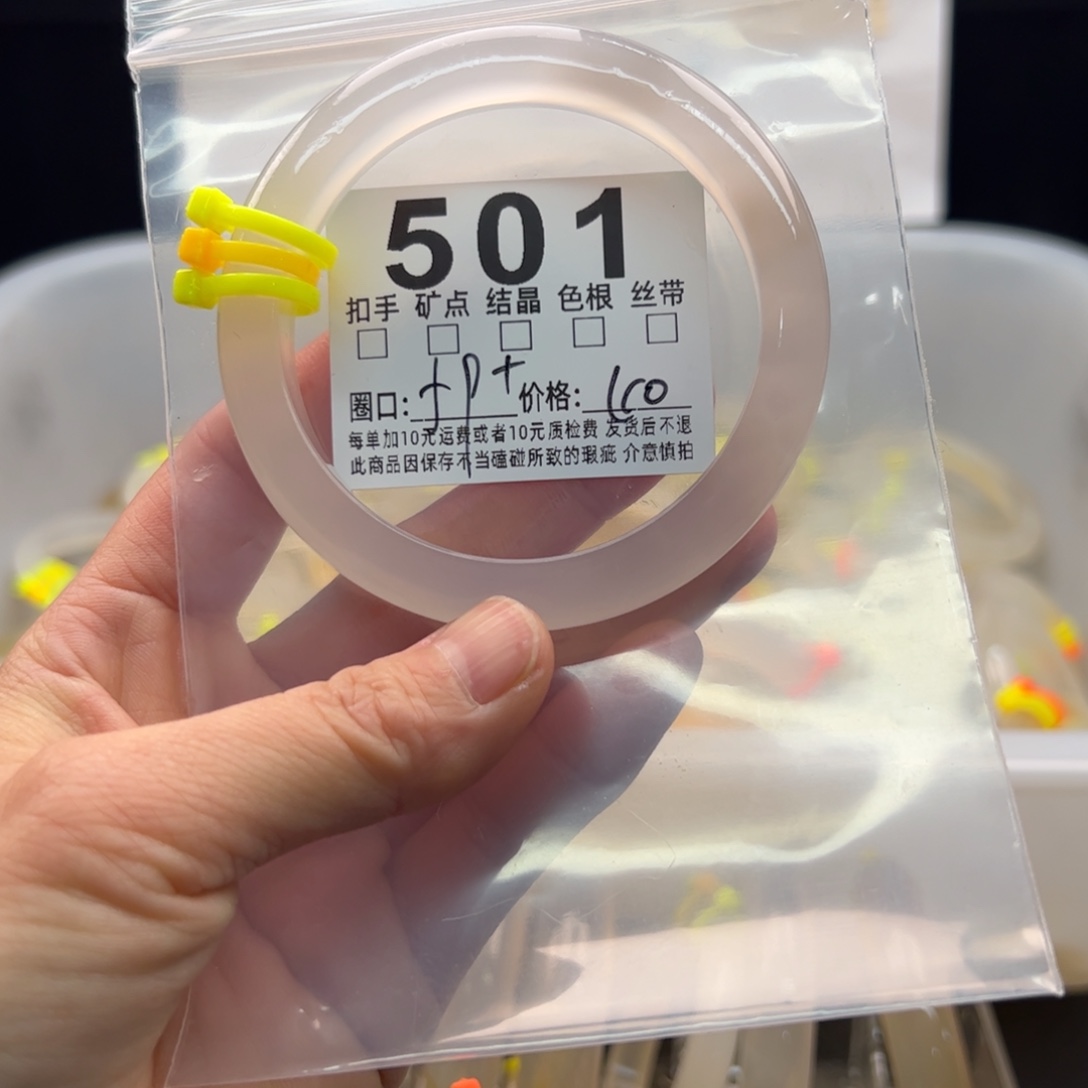 501
扣手 矿点 结晶 色根 丝带
圈口: 价格:
每单加10元运费或者10元质检费 发货后不退
此商品因保存不当磕碰所致的瑕疵 介意慎拍